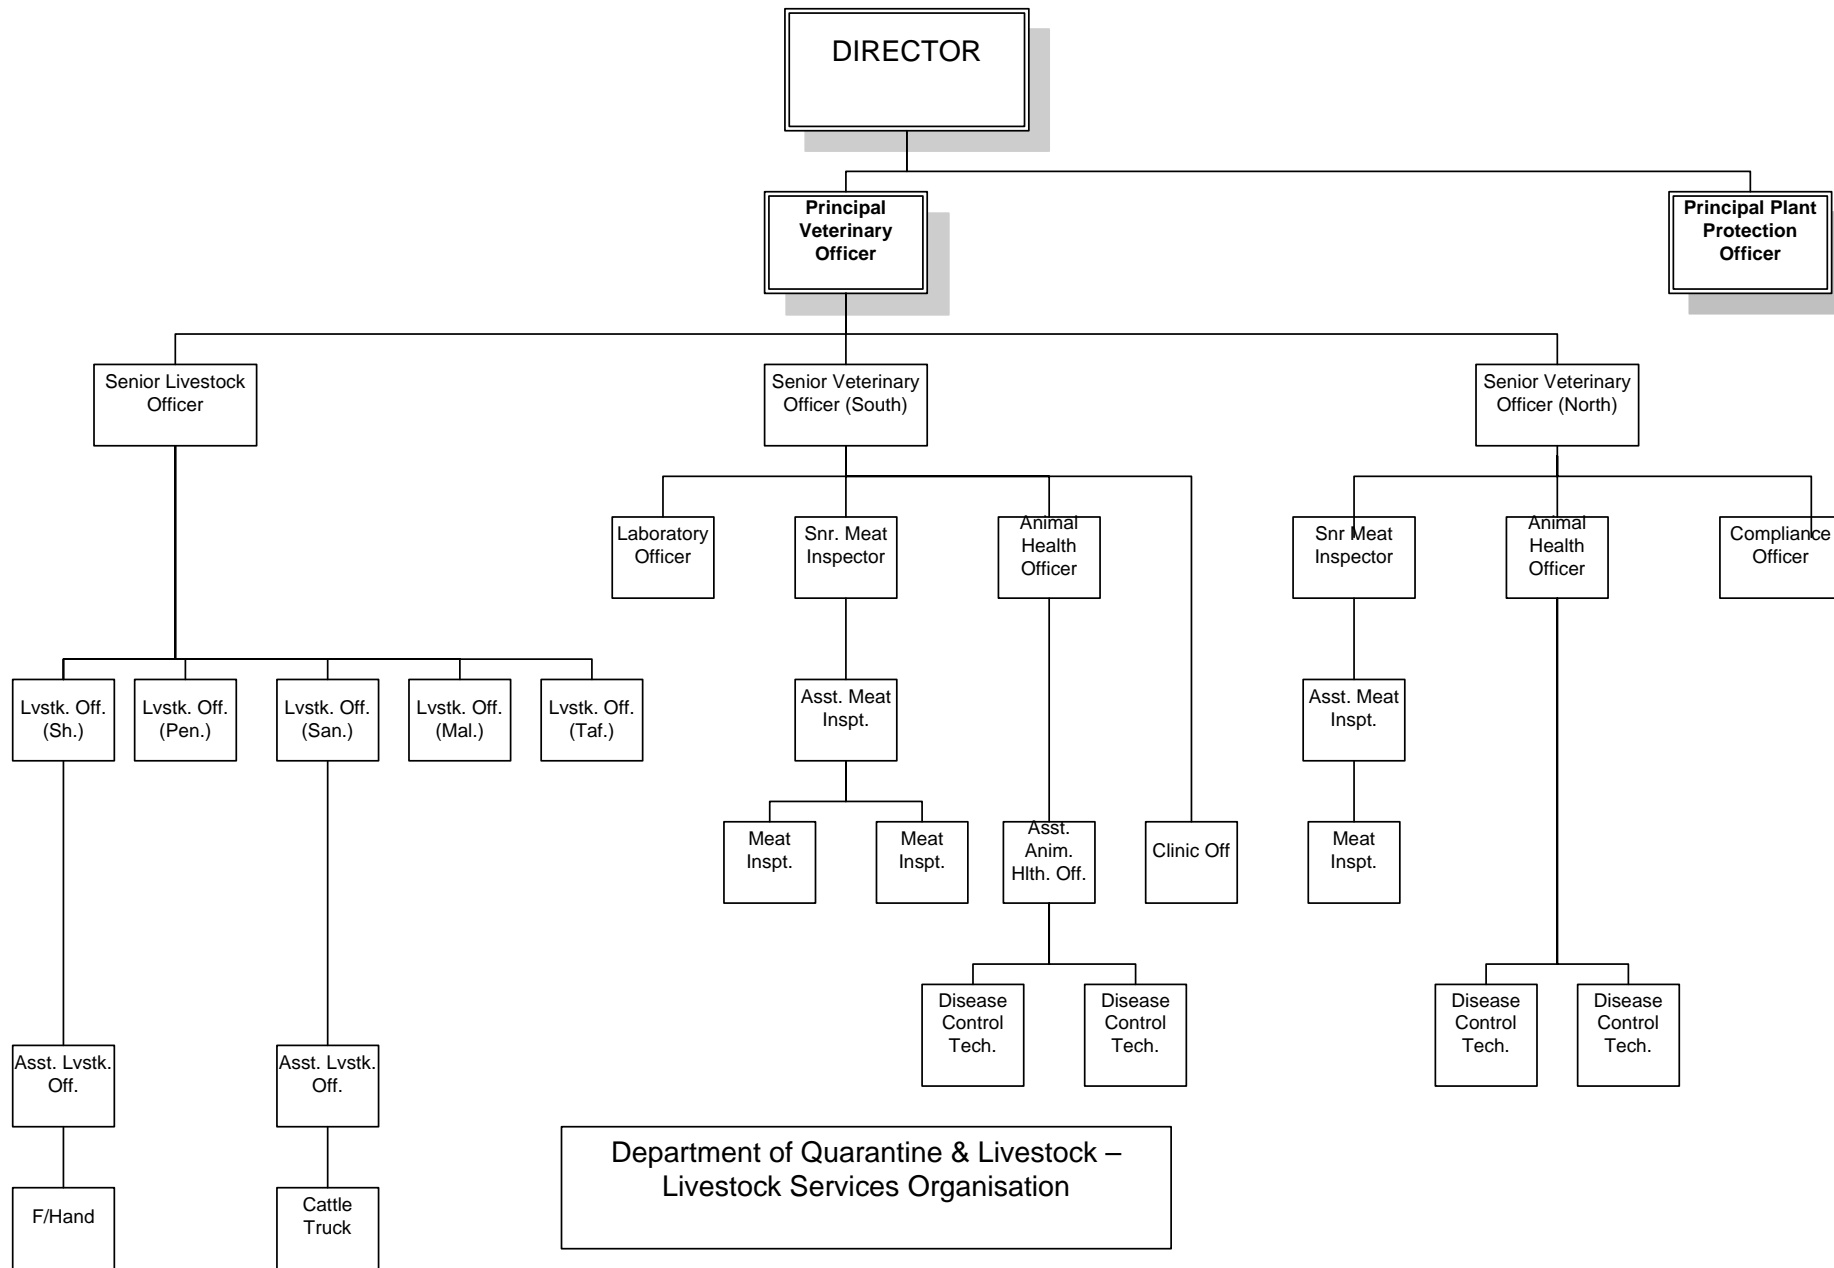 DIRECTOR
Principal
Veterinary
Officer
Principal Plant
Protection
Officer
Senior Livestock
Officer
Senior Veterinary
Officer (South)
Senior Veterinary
Officer (North)
Laboratory
Officer
Snr. Meat
Inspector
Animal
Health
Officer
Snr Meat
Inspector
Animal
Health
Officer
Compliance
Officer
Lvstk. Off.
(Sh.)
Lvstk. Off.
(Pen.)
Lvstk. Off.
(San.)
Lvstk. Off.
(Mal.)
Lvstk. Off.
(Taf.)
Asst. Meat
Inspt.
Asst. Meat
Inspt.
Meat
Inspt.
Meat
Inspt.
Asst.
Anim.
Hlth. Off.
Clinic Off
Meat
Inspt.
Disease
Control
Tech.
Disease
Control
Tech.
Disease
Control
Tech.
Disease
Control
Tech.
Asst. Lvstk.
Off.
Asst. Lvstk.
Off.
Department of Quarantine & Livestock –
Livestock Services Organisation
F/Hand
Cattle
Truck